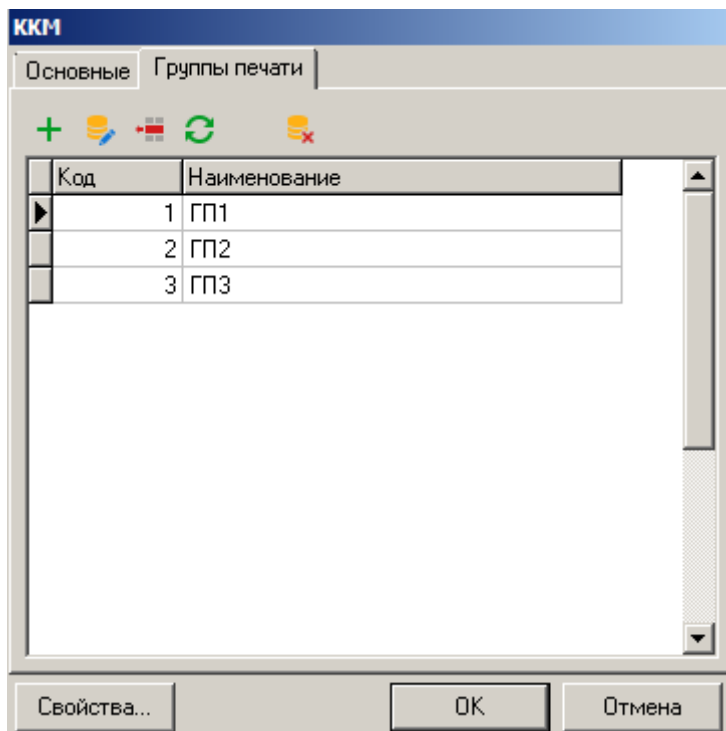 ККМ
Основные Группы печати
Код Наименование
1 ГП1
2 ГП2
3 ГП3
Свойства... OK Отмена